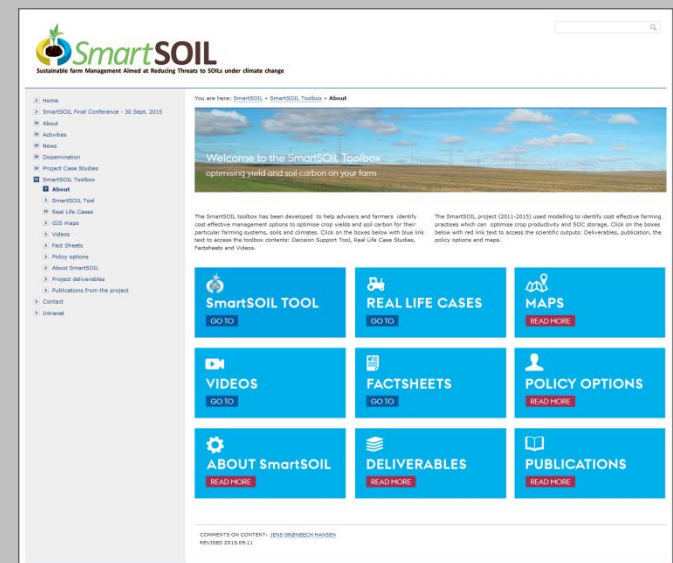 SmartSOIL
Sustainable farm Management Aimed at Reducing Threats to SOILs under climate change
Home
SmartSOIL Final Conference - 30 Sept. 2015
About
Activities
News
Dissemination
Project Case Studies
SmartSOIL Toolbox
About
SmartSOIL Tool
Real Life Cases
GIS maps
Videos
Fact Sheets
Policy options
About SmartSOIL
Project deliverables
Publications from the project
Contact
Intranet
You are here: SmartSOIL » SmartSOIL Toolbox » About
Welcome to the SmartSOIL Toolbox
optimising yield and soil carbon on your farm
The SmartSOIL toolbox has been developed to help advisers and farmers identify
cost effective management options to optimise crop yields and soil carbon for their
particular farming systems, soils and climates. Click on the boxes below with blue link
text to access the toolbox contents: Decision Support Tool, Real Life Case Studies,
Factsheets and Videos.
The SmartSOIL project (2011-2015) used modelling to identify cost effective farming
practises which can optimise crop productivity and SOC storage. Click on the boxes
below with red link text to access the scientific outputs: Deliverables, publication, the
policy options and maps.
SmartSOIL TOOL
GO TO
REAL LIFE CASES
GO TO
MAPS
READ MORE
VIDEOS
GO TO
FACTSHEETS
GO TO
POLICY OPTIONS
READ MORE
ABOUT SmartSOIL
READ MORE
DELIVERABLES
READ MORE
PUBLICATIONS
READ MORE
COMMENTS ON CONTENT: JENS GRØNBECH HANSEN
REVISED 2015.05.11